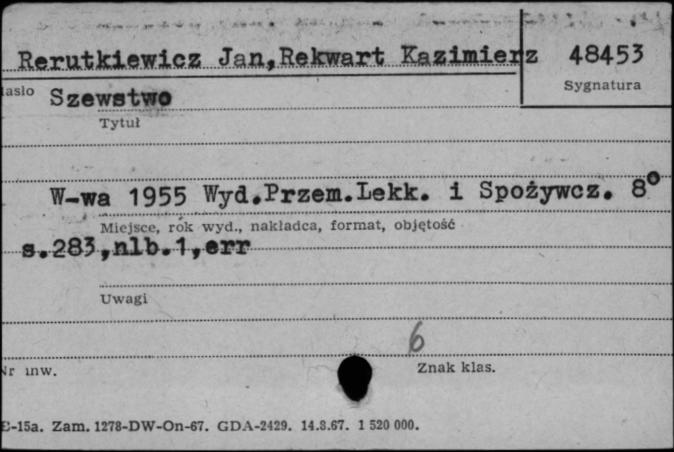 Rerutkiewicz Jan,Rekwart Kazimierz 48453
Sygnatura
Szewstwo
Tytuł
W-wa 1955 Wyd.Przem.Lekk. i Spożywcz. 8°
Miejsce, rok wyd., nakładca, format, objętość
s.283,nlb.1,err
Uwagi
6
Nr inw. Znak klas.
E-15a. Zam. 1278-DW-On-67. GDA-2429. 14.8.67. 1 520 000.